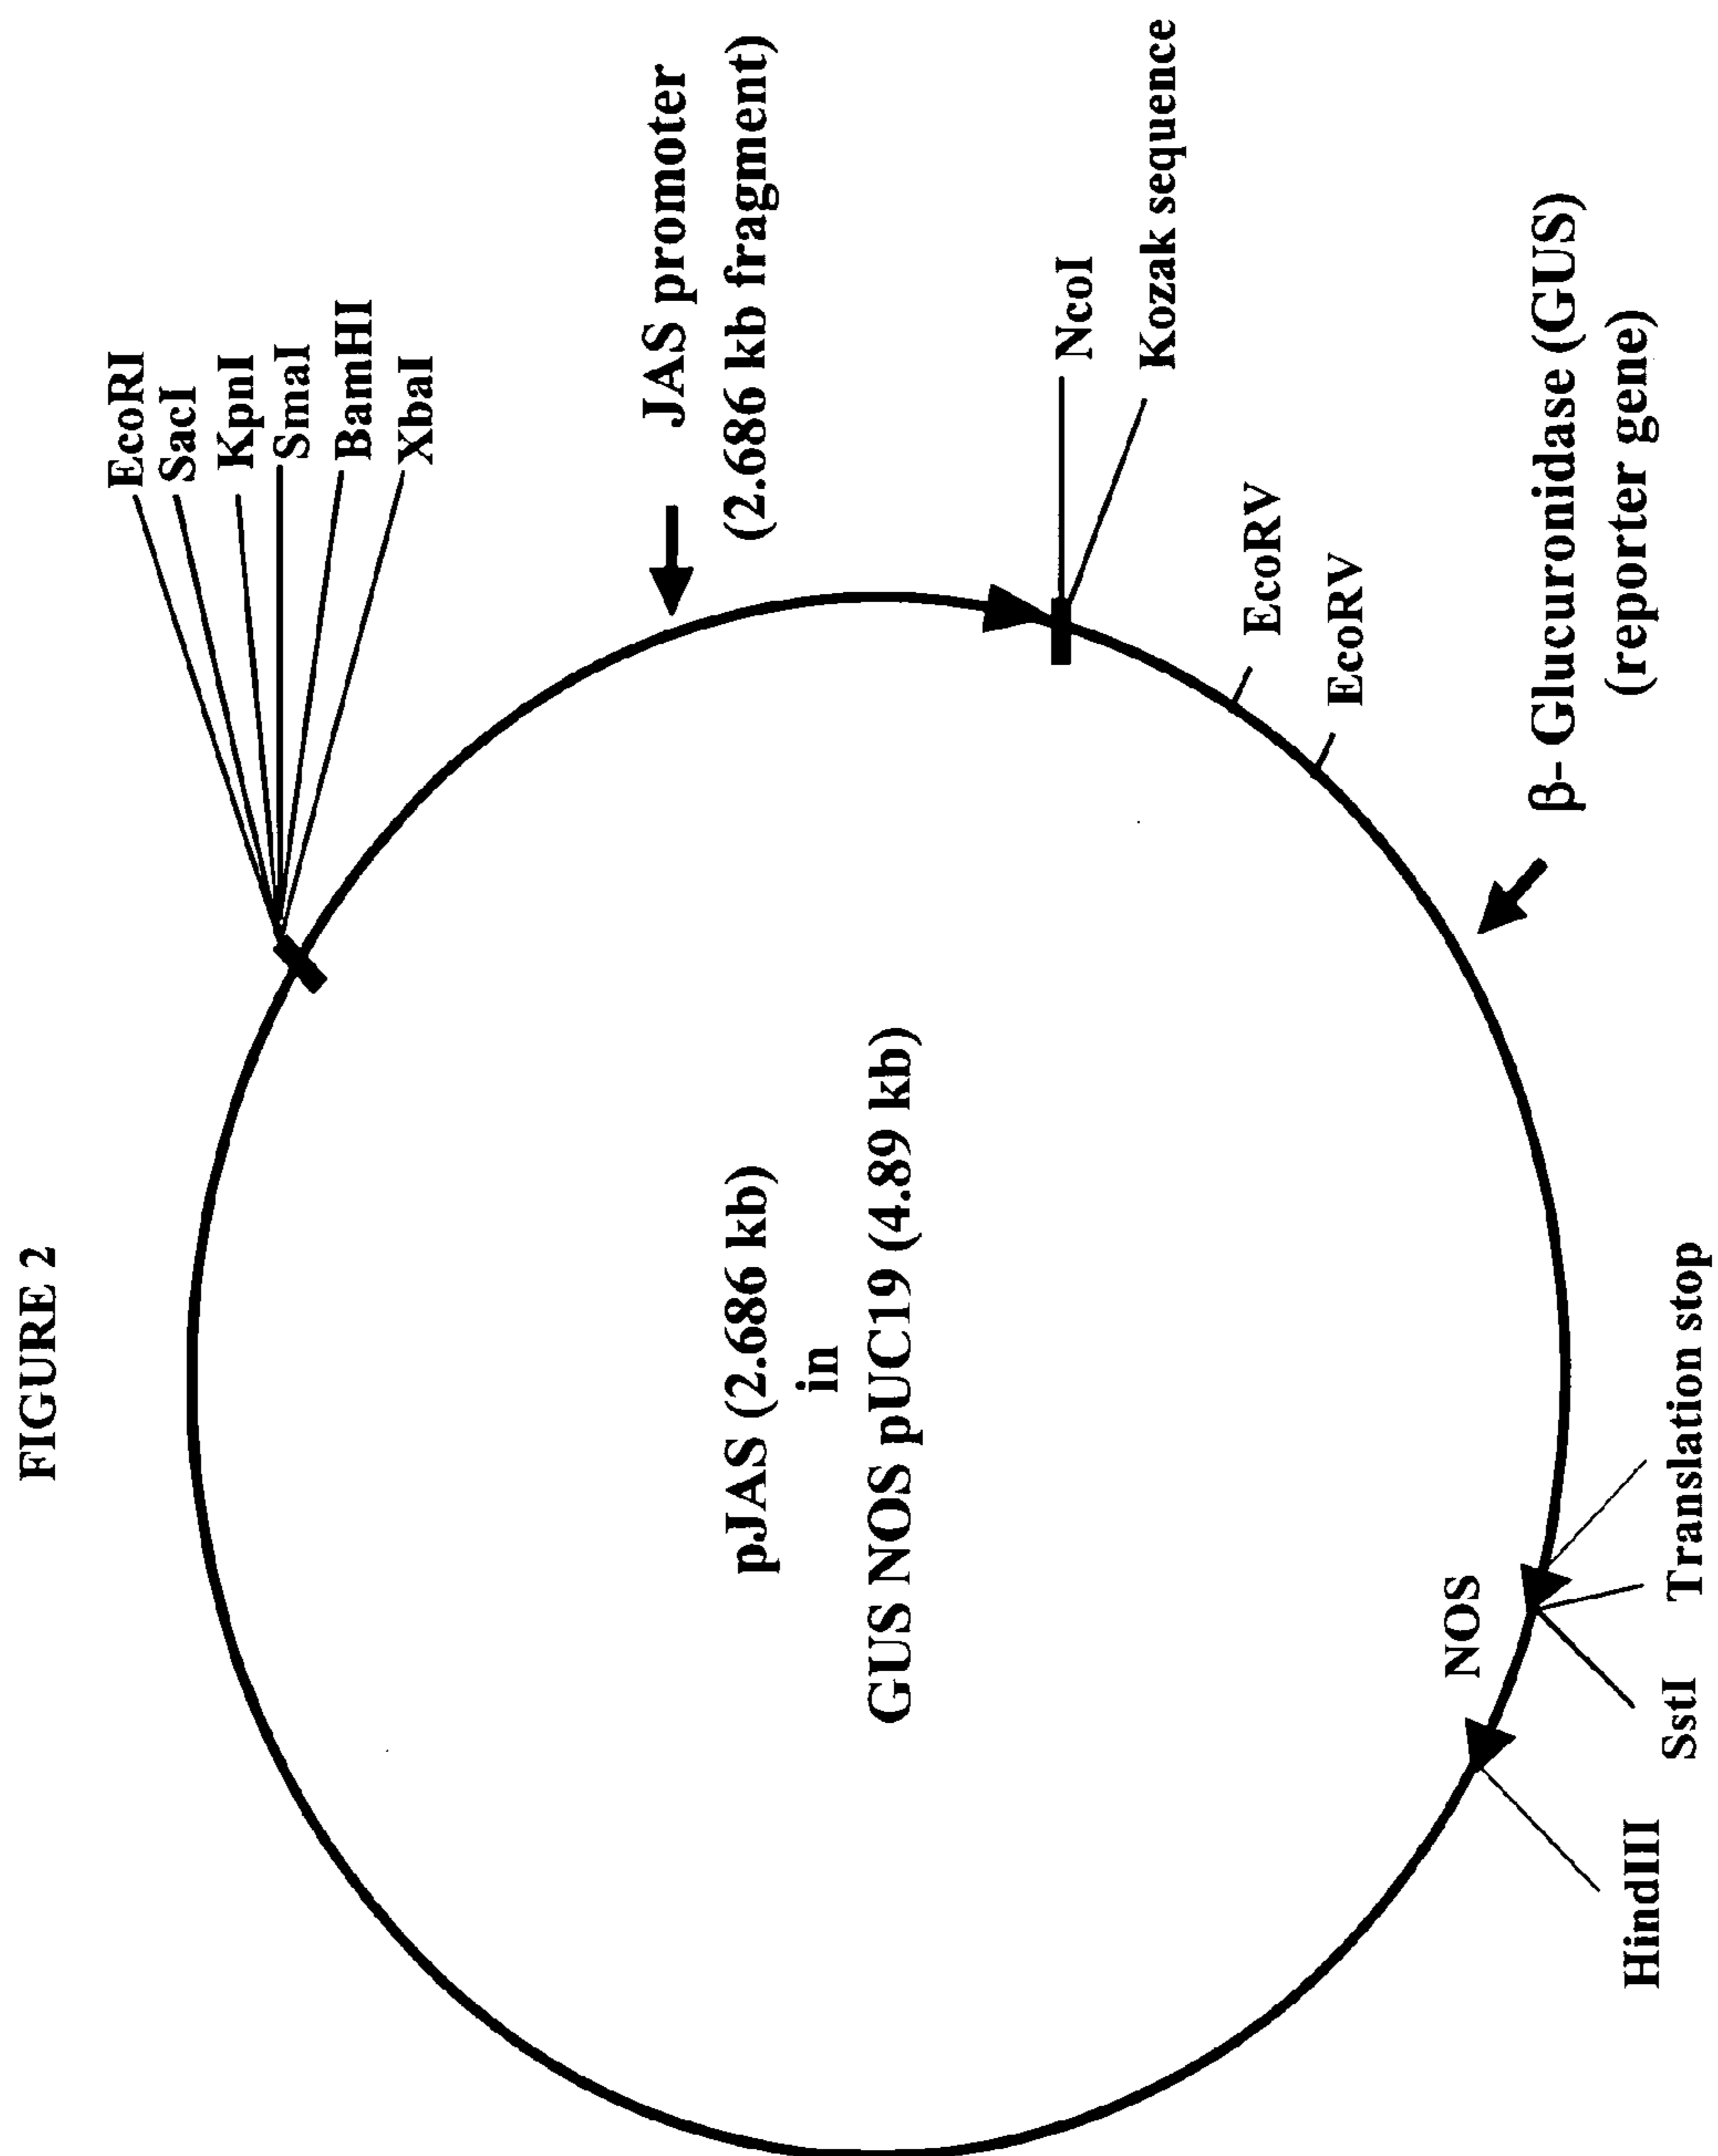 FIGURE 2
EcoRI
SacI
KpnI
SmaI
BamHI
XbaI
JAS promoter
(2.686 kb fragment)
NcoI
Kozak sequence
EcoRV
EcoRV
β- Glucuronidase (GUS)
(reporter gene)
pJAS (2.686 kb)
in
GUS NOS pUC19 (4.89 kb)
NOS
Translation stop
SstI
HindIII